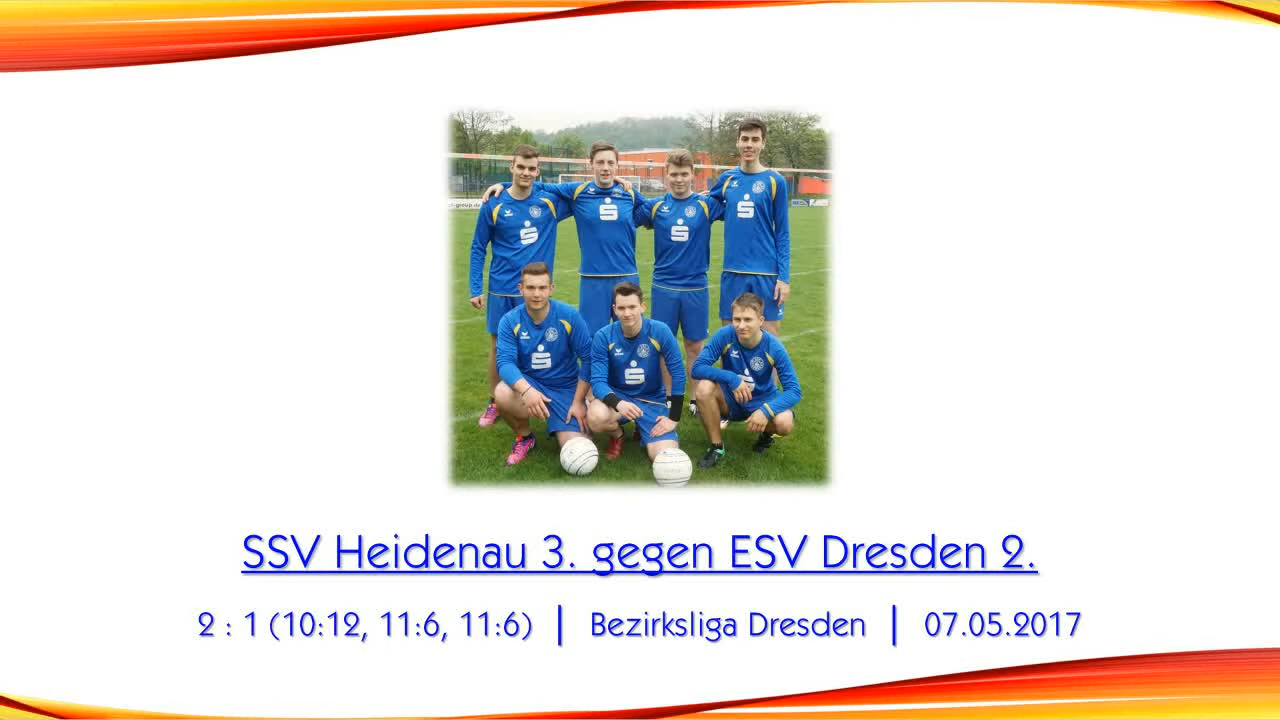 SSV Heidenau 3. gegen ESV Dresden 2.
2 : 1 (10:12, 11:6, 11:6) | Bezirksliga Dresden | 07.05.2017